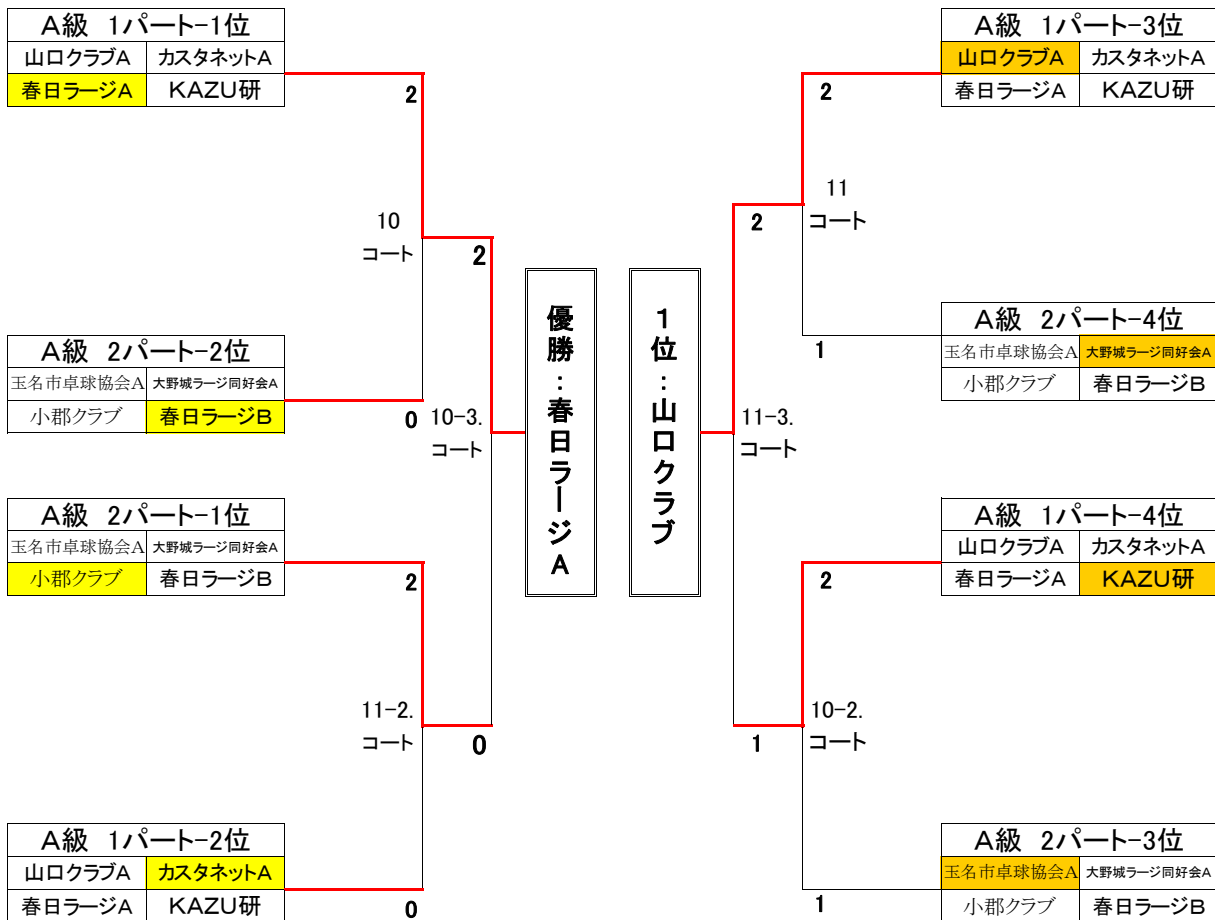 A級 1パート-1位
山口クラブA カスタネットA
春日ラージA KAZU研
2
10
コート
2
A級 2パート-2位
玉名市卓球協会A 大野城ラージ同好会A
小郡クラブ 春日ラージB
0
10-3.
コート
A級 2パート-1位
玉名市卓球協会A 大野城ラージ同好会A
小郡クラブ 春日ラージB
2
11-2.
コート
0
A級 1パート-2位
山口クラブA カスタネットA
春日ラージA KAZU研
0
優勝:春日ラージA
1位:山口クラブ
A級 1パート-3位
山口クラブA カスタネットA
春日ラージA KAZU研
2
11
コート
2
A級 2パート-4位
玉名市卓球協会A 大野城ラージ同好会A
小郡クラブ 春日ラージB
1
11-3.
コート
A級 1パート-4位
山口クラブA カスタネットA
春日ラージA KAZU研
2
10-2.
コート
1
A級 2パート-3位
玉名市卓球協会A 大野城ラージ同好会A
小郡クラブ 春日ラージB
1